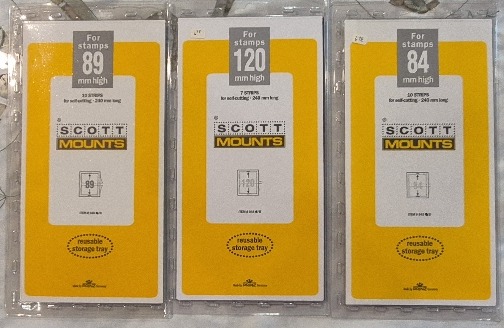 For
stamps
89
mm high
10 STRIPS
for self-cutting · 240 mm long
SCOTT
MOUNTS
89
reusable
storage tray
For
stamps
120
mm high
7 STRIPS
for self-cutting · 240 mm long
SCOTT
MOUNTS
120
reusable
storage tray
For
stamps
84
mm high
10 STRIPS
for self-cutting · 240 mm long
SCOTT
MOUNTS
84
reusable
storage tray